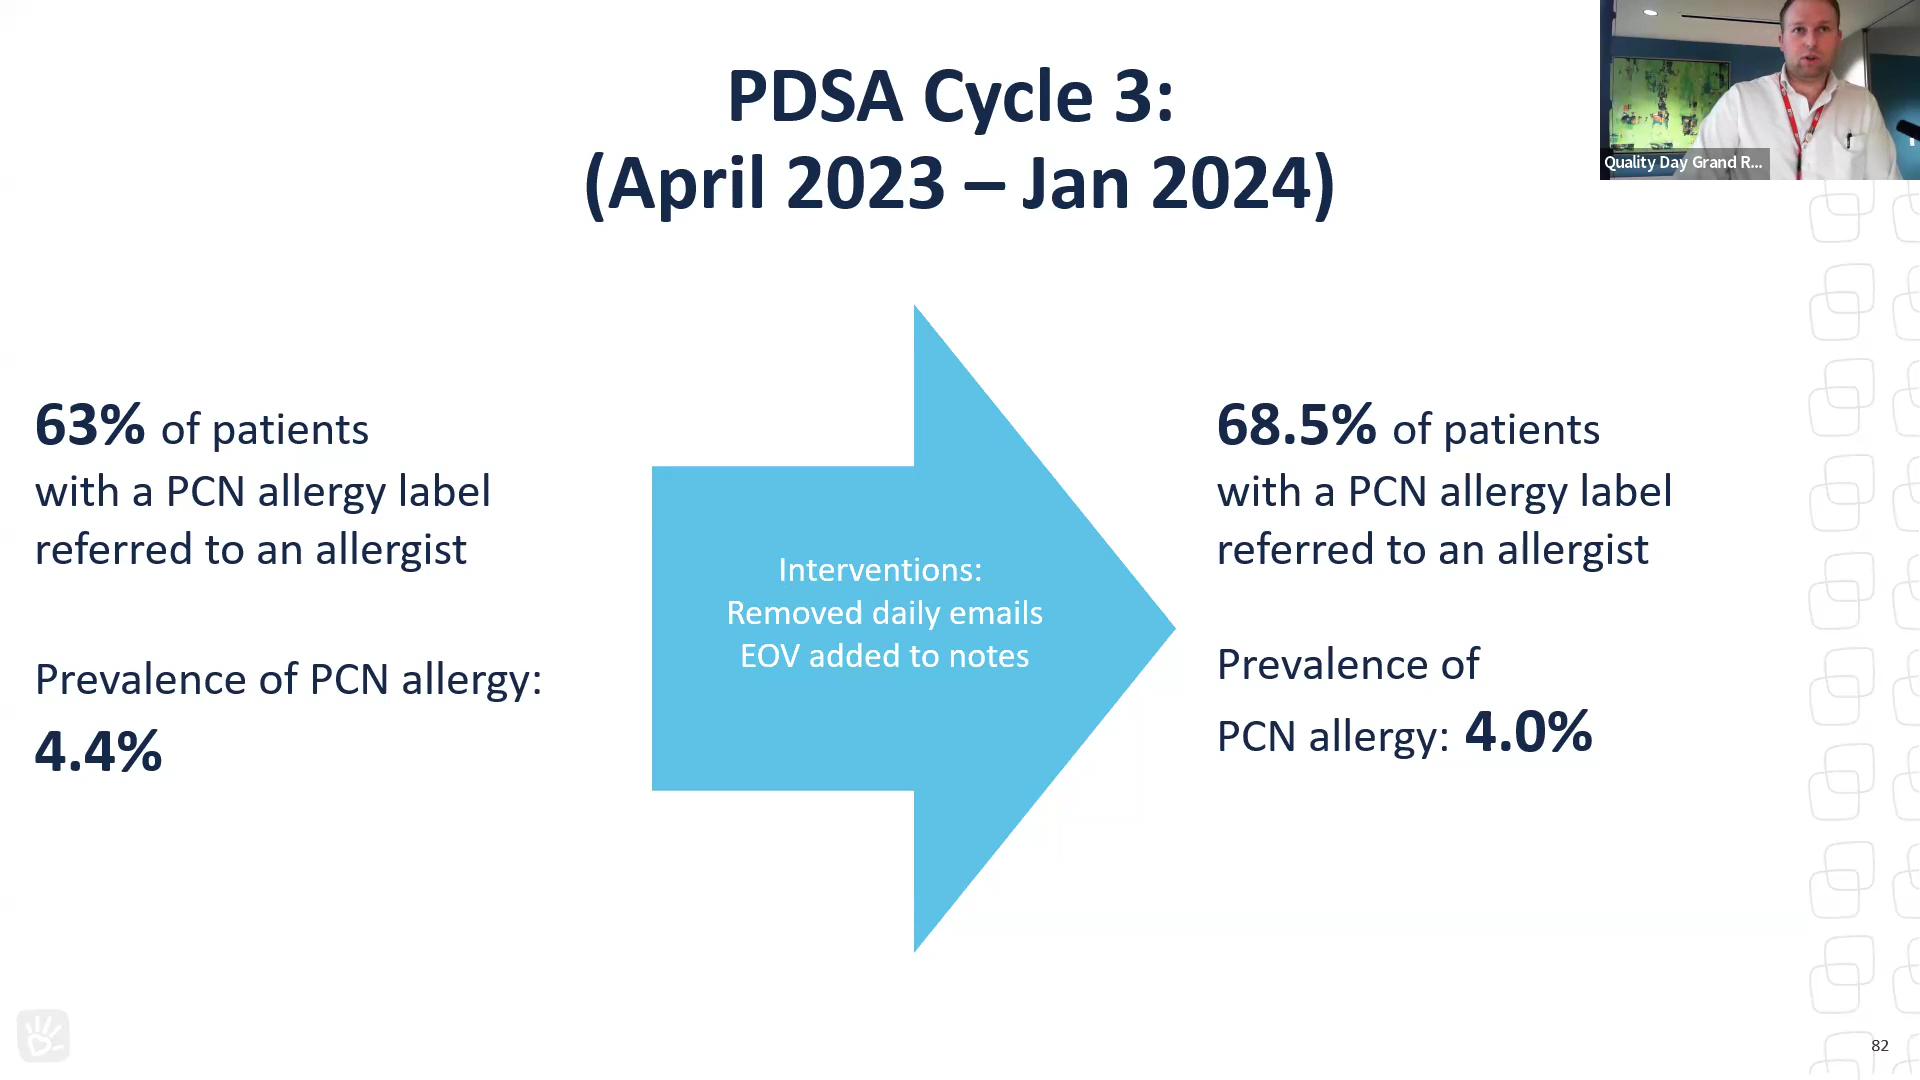 PDSA Cycle 3:
(April 2023 – Jan 2024)
Quality Day Grand R...
63% of patients
with a PCN allergy label
referred to an allergist
Prevalence of PCN allergy:
4.4%
Interventions:
Removed daily emails
EOV added to notes
68.5% of patients
with a PCN allergy label
referred to an allergist
Prevalence of
PCN allergy: 4.0%
82